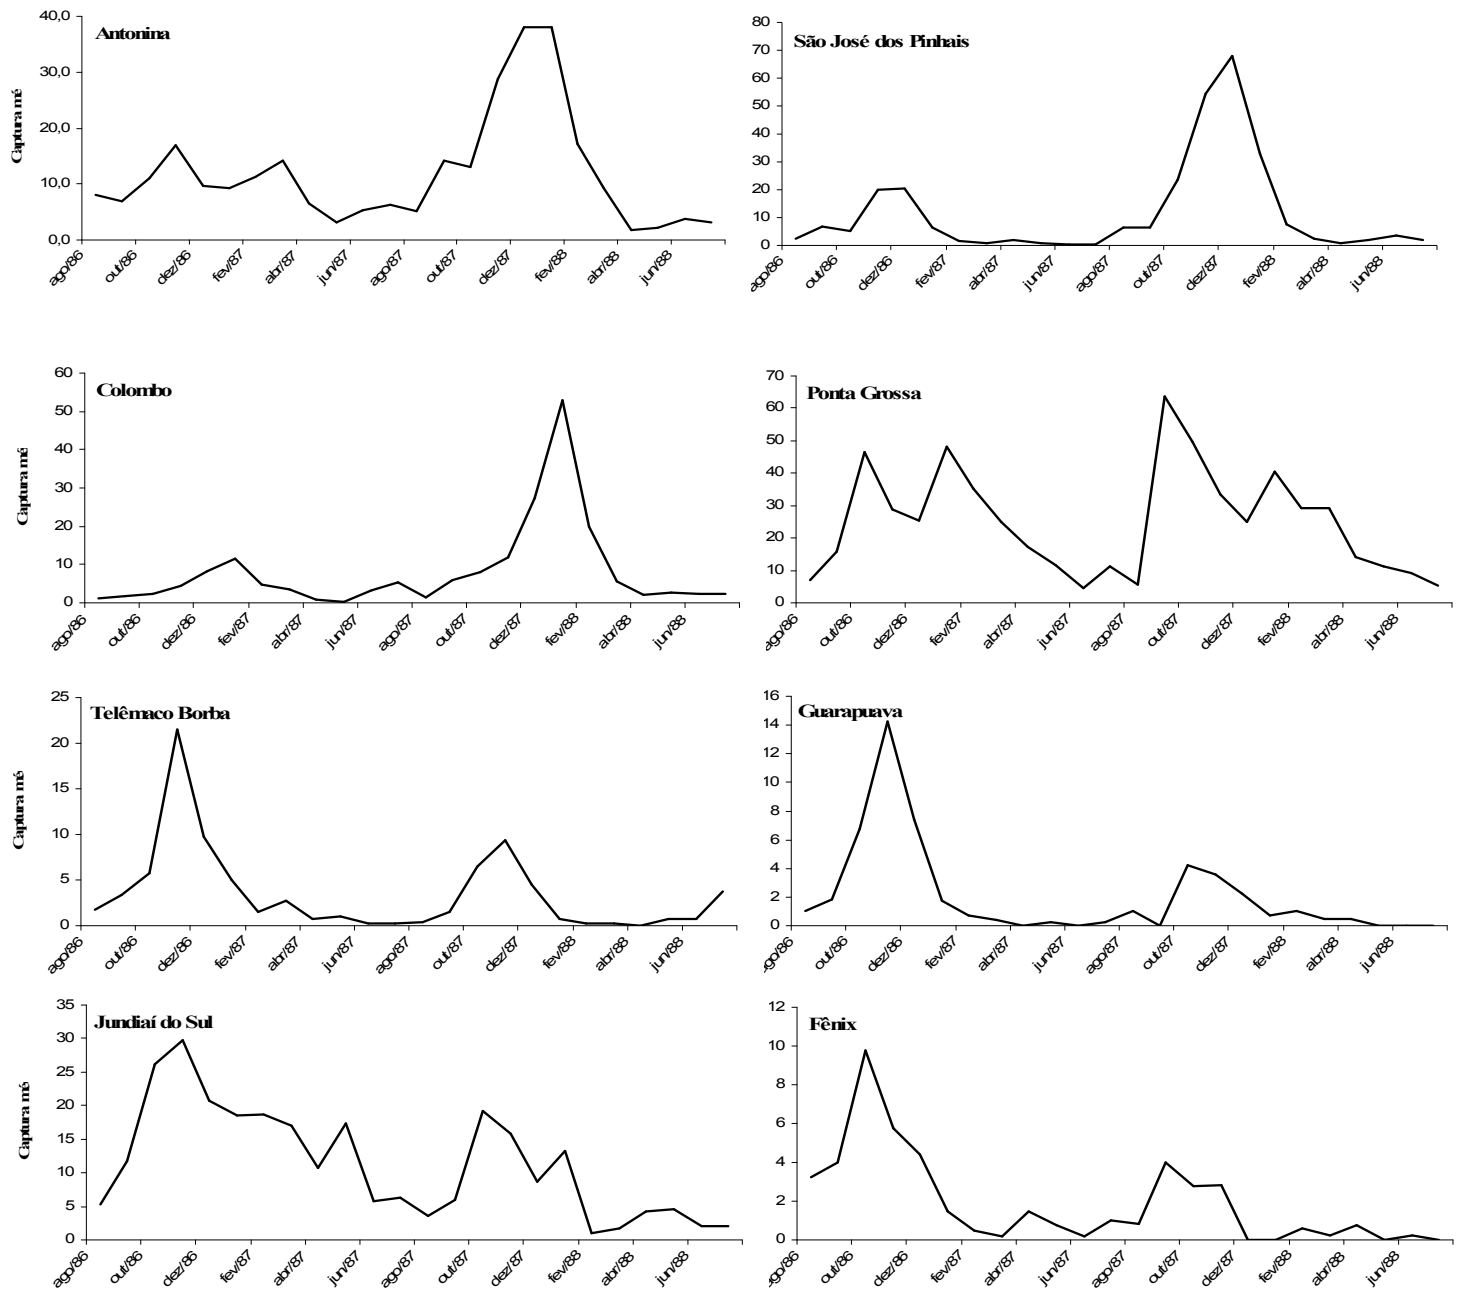 Antonina
Captura mé
40,0
30,0
20,0
10,0
0,0
ago/86
out/86
dez/86
fev/87
abr/87
jun/87
ago/87
out/87
dez/87
fev/88
abr/88
jun/88
São José dos Pinhais
80
70
60
50
40
30
20
10
0
ago/86
out/86
dez/86
fev/87
abr/87
jun/87
ago/87
out/87
dez/87
fev/88
abr/88
jun/88
Colombo
Captura mé
60
50
40
30
20
10
0
ago/86
out/86
dez/86
fev/87
abr/87
jun/87
ago/87
out/87
dez/87
fev/88
abr/88
jun/88
Ponta Grossa
70
60
50
40
30
20
10
0
ago/86
out/86
dez/86
fev/87
abr/87
jun/87
ago/87
out/87
dez/87
fev/88
abr/88
jun/88
Telêmaco Borba
Captura mé
25
20
15
10
5
0
ago/86
out/86
dez/86
fev/87
abr/87
jun/87
ago/87
out/87
dez/87
fev/88
abr/88
jun/88
Guarapuava
16
14
12
10
8
6
4
2
0
go/86
out/86
dez/86
fev/87
abr/87
jun/87
ago/87
out/87
dez/87
fev/88
abr/88
jun/88
Jundiaí do Sul
Captura mé
35
30
25
20
15
10
5
0
ago/86
out/86
dez/86
fev/87
abr/87
jun/87
ago/87
out/87
dez/87
fev/88
abr/88
jun/88
Fênix
12
10
8
6
4
2
0
go/86
out/86
dez/86
fev/87
abr/87
jun/87
ago/87
out/87
dez/87
fev/88
abr/88
jun/88